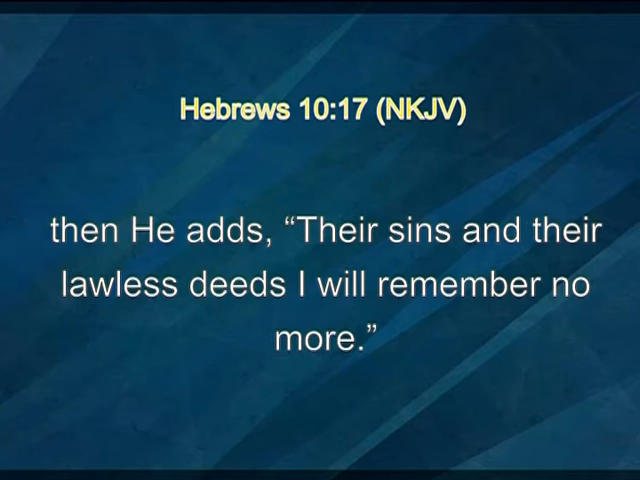 Hebrews 10:17 (NKJV)
then He adds, “Their sins and their
lawless deeds I will remember no
more.”